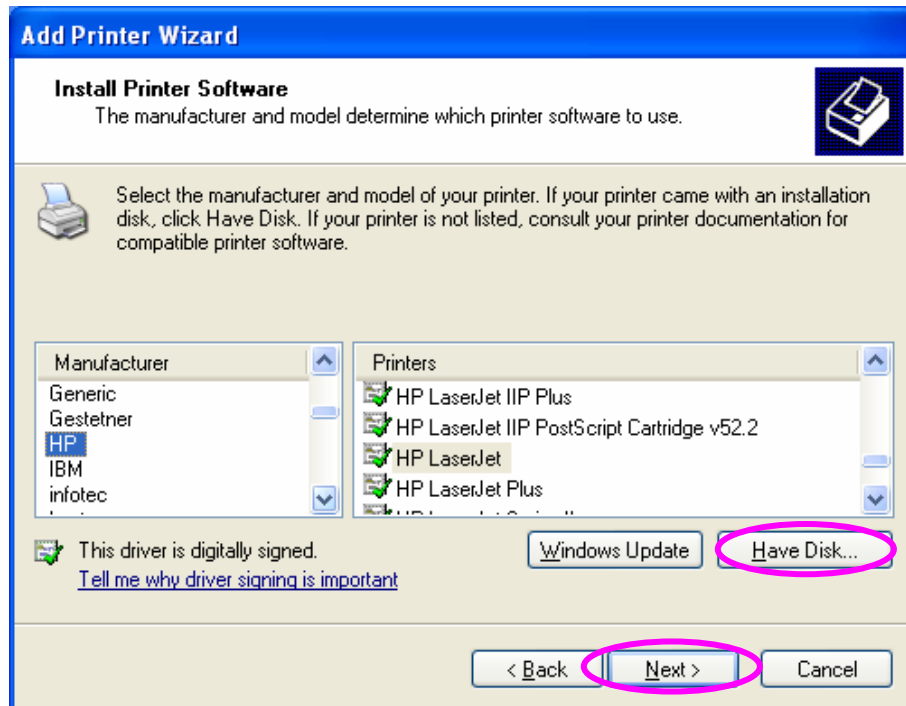 Add Printer Wizard
Install Printer Software
The manufacturer and model determine which printer software to use.
Select the manufacturer and model of your printer. If your printer came with an installation
disk, click Have Disk. If your printer is not listed, consult your printer documentation for
compatible printer software.
Manufacturer
Generic
Gestetner
HP
IBM
infotec
Printers
HP LaserJet IIP Plus
HP LaserJet IIP PostScript Cartridge v52.2
HP LaserJet
HP LaserJet Plus
This driver is digitally signed.
Tell me why driver signing is important
Windows Update
Have Disk...
< Back
Next >
Cancel